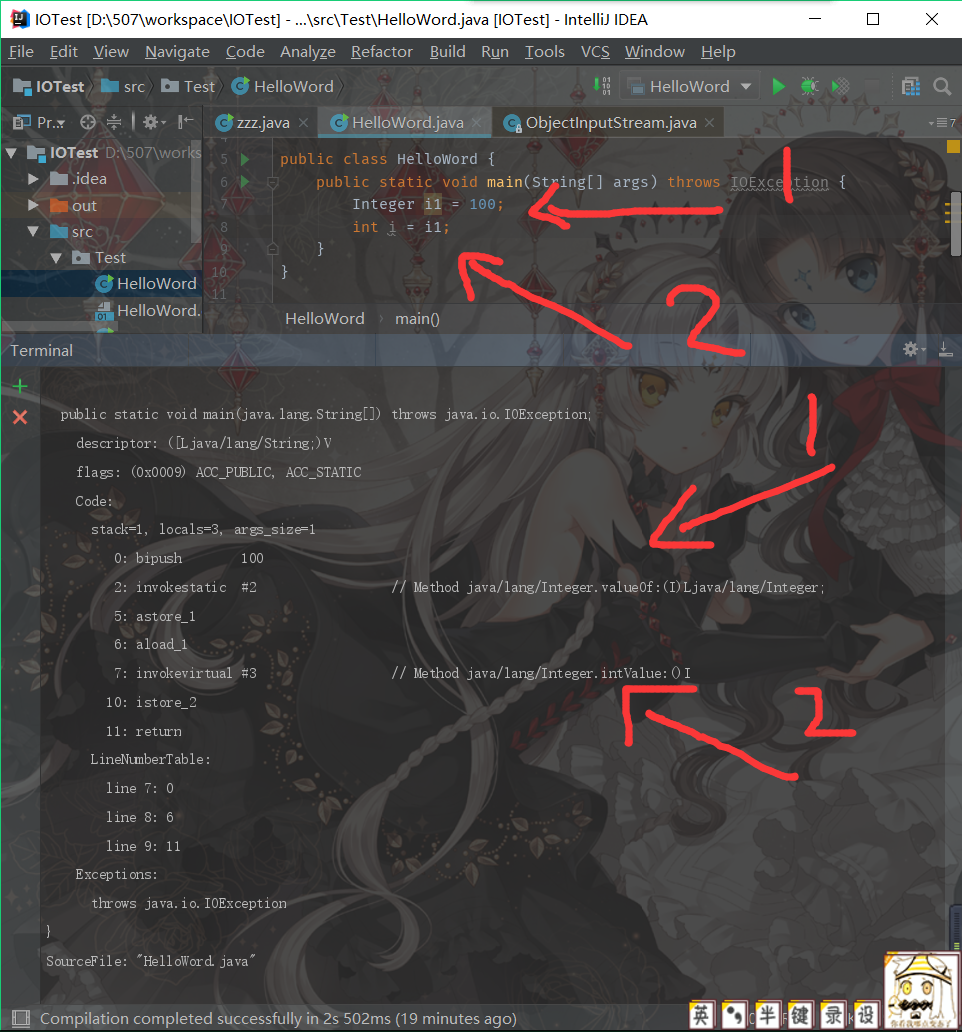 IOTest [D:\507\workspace\IOTest] - ...\src\Test\HelloWord.java [IOTest] - IntelliJ IDEA
File Edit View Navigate Code Analyze Refactor Build Run Tools VCS Window Help
IOTest src Test HelloWord HelloWord
Pr... zzz.java HelloWord.java ObjectInputStream.java 7
IOTest D:\507\works
.idea
out
src
Test
HelloWord
HelloWord.
5 public class HelloWord {
6 public static void main(String[] args) throws IOException {
7 Integer i1 = 100;
8 int i = i1;
9 }
10 }
11
1
2
HelloWord main()
Terminal
public static void main(java.lang.String[]) throws java.io.IOException;
descriptor: ([Ljava/lang/String;)V
flags: (0x0009) ACC_PUBLIC, ACC_STATIC
Code:
stack=1, locals=3, args_size=1
0: bipush 100
2: invokestatic #2 // Method java/lang/Integer.valueOf:(I)Ljava/lang/Integer;
5: astore_1
6: aload_1
7: invokevirtual #3 // Method java/lang/Integer.intValue:()I
10: istore_2
11: return
LineNumberTable:
line 7: 0
line 8: 6
line 9: 11
Exceptions:
throws java.io.IOException
}
SourceFile: "HelloWord.java"
1
2
Compilation completed successfully in 2s 502ms (19 minutes ago)
英 半 键 录 设